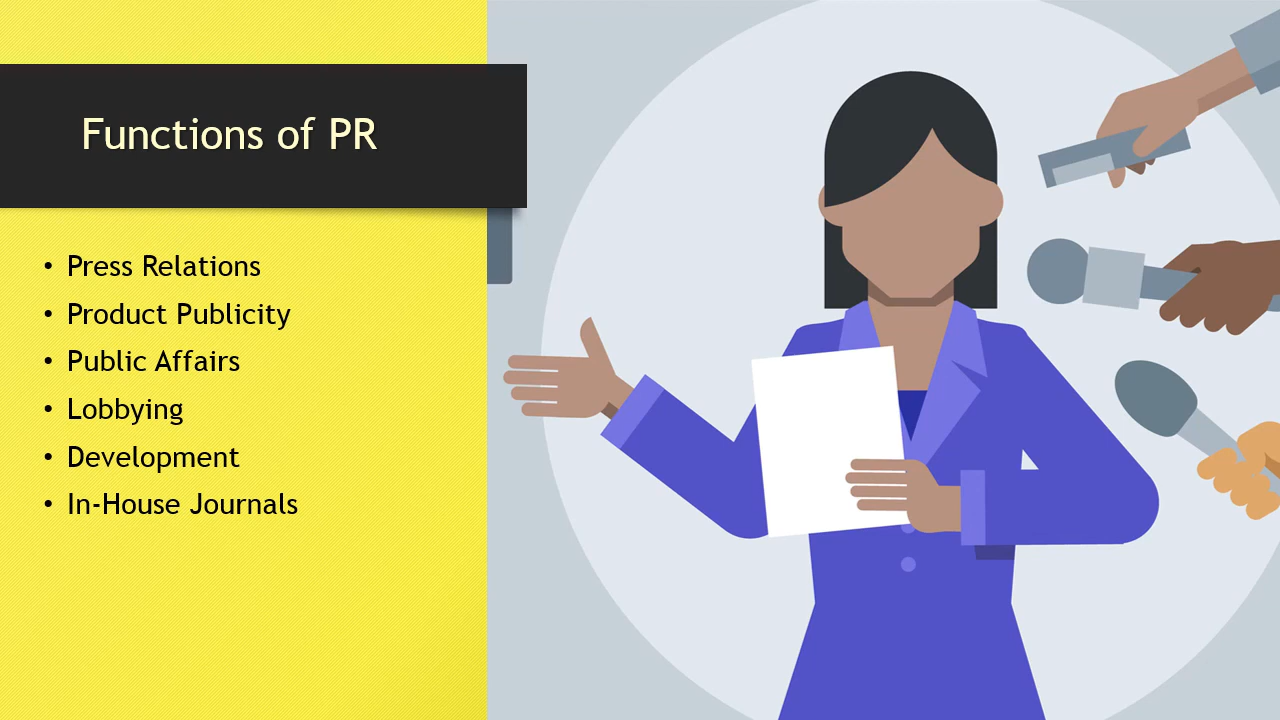 Functions of PR
• Press Relations
• Product Publicity
• Public Affairs
• Lobbying
• Development
• In-House Journals